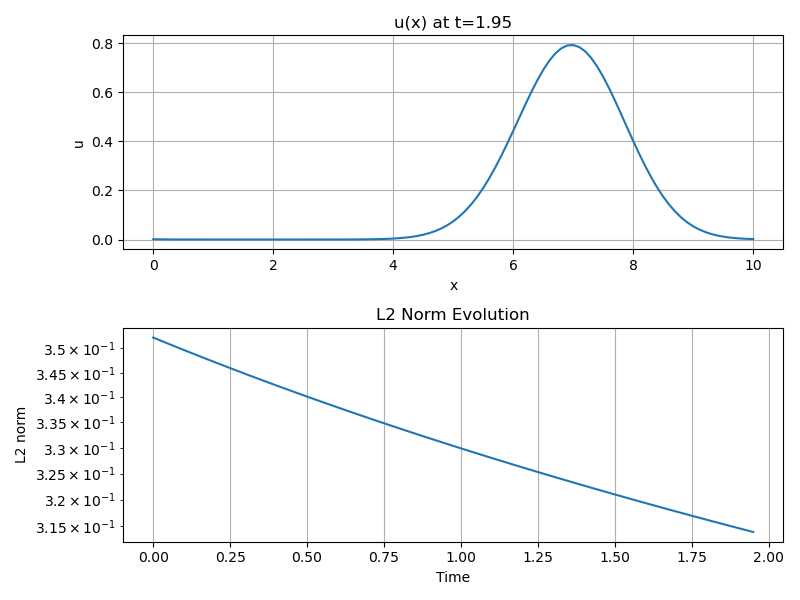 u(x) at t=1.95
u
0.8
0.6
0.4
0.2
0.0
0 2 4 6 8 10
x
L2 Norm Evolution
L2 norm
3.5 × 10⁻¹
3.45 × 10⁻¹
3.4 × 10⁻¹
3.35 × 10⁻¹
3.3 × 10⁻¹
3.25 × 10⁻¹
3.2 × 10⁻¹
3.15 × 10⁻¹
0.00 0.25 0.50 0.75 1.00 1.25 1.50 1.75 2.00
Time